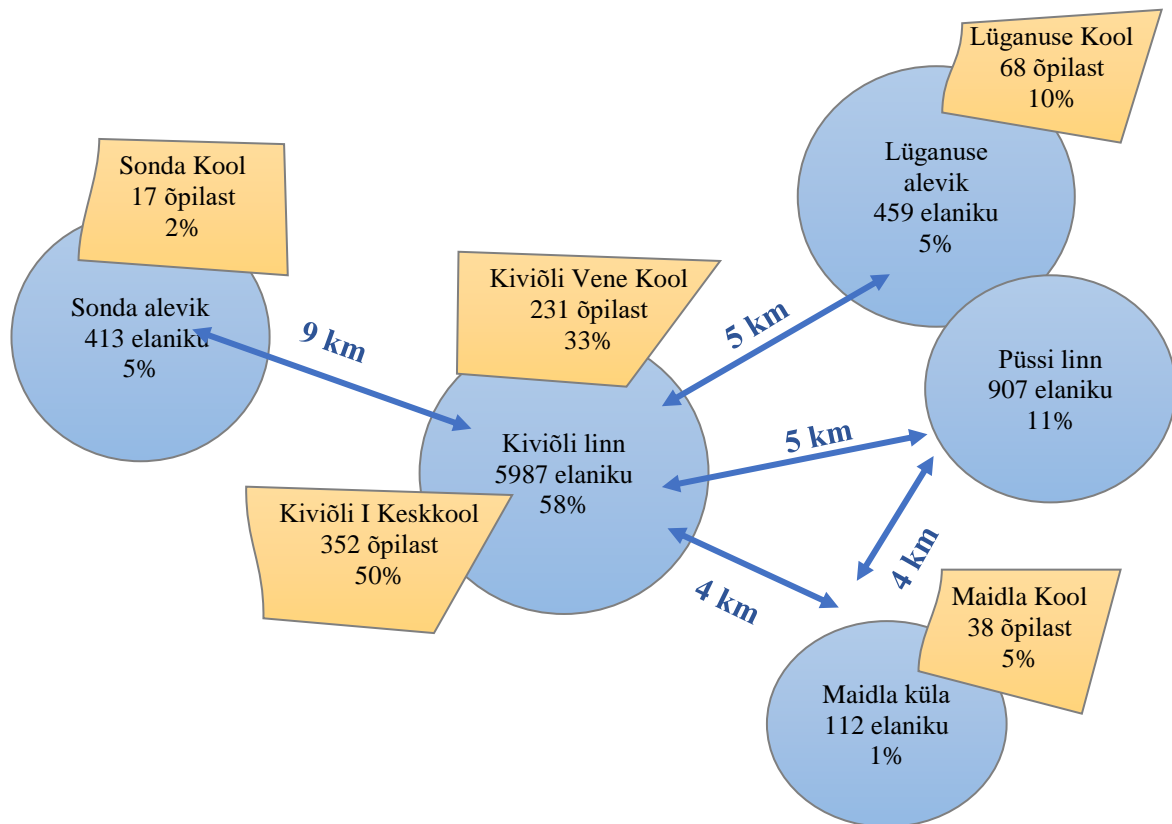 Lüganuse Kool
68 õpilast
10%
Sonda Kool
17 õpilast
2%
Lüganuse
alevik
459 elaniku
5%
Kiviõli Vene Kool
231 õpilast
33%
Sonda alevik
413 elaniku
5%
9 km
5 km
Püssi linn
907 elaniku
11%
5 km
Kiviõli linn
5987 elaniku
58%
Kiviõli I Keskkool
352 õpilast
50%
4 km
4 km
Maidla Kool
38 õpilast
5%
Maidla küla
112 elaniku
1%